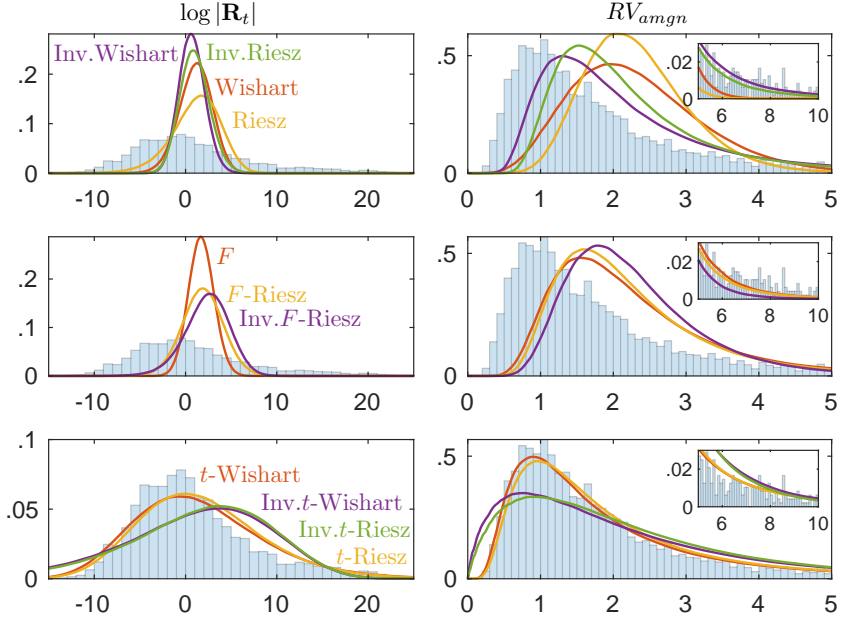 log |R_t|
RV_amgn
Inv.Wishart
Inv.Riesz
Wishart
Riesz
.2
.1
0
-10 0 10 20
.5
0
0 1 2 3 4 5
.02
0
6 8 10
F
F-Riesz
Inv.F-Riesz
.2
.1
0
-10 0 10 20
.5
0
0 1 2 3 4 5
.02
0
6 8 10
t-Wishart
Inv.t-Wishart
Inv.t-Riesz
t-Riesz
.1
.05
0
-10 0 10 20
.5
0
0 1 2 3 4 5
.02
0
6 8 10